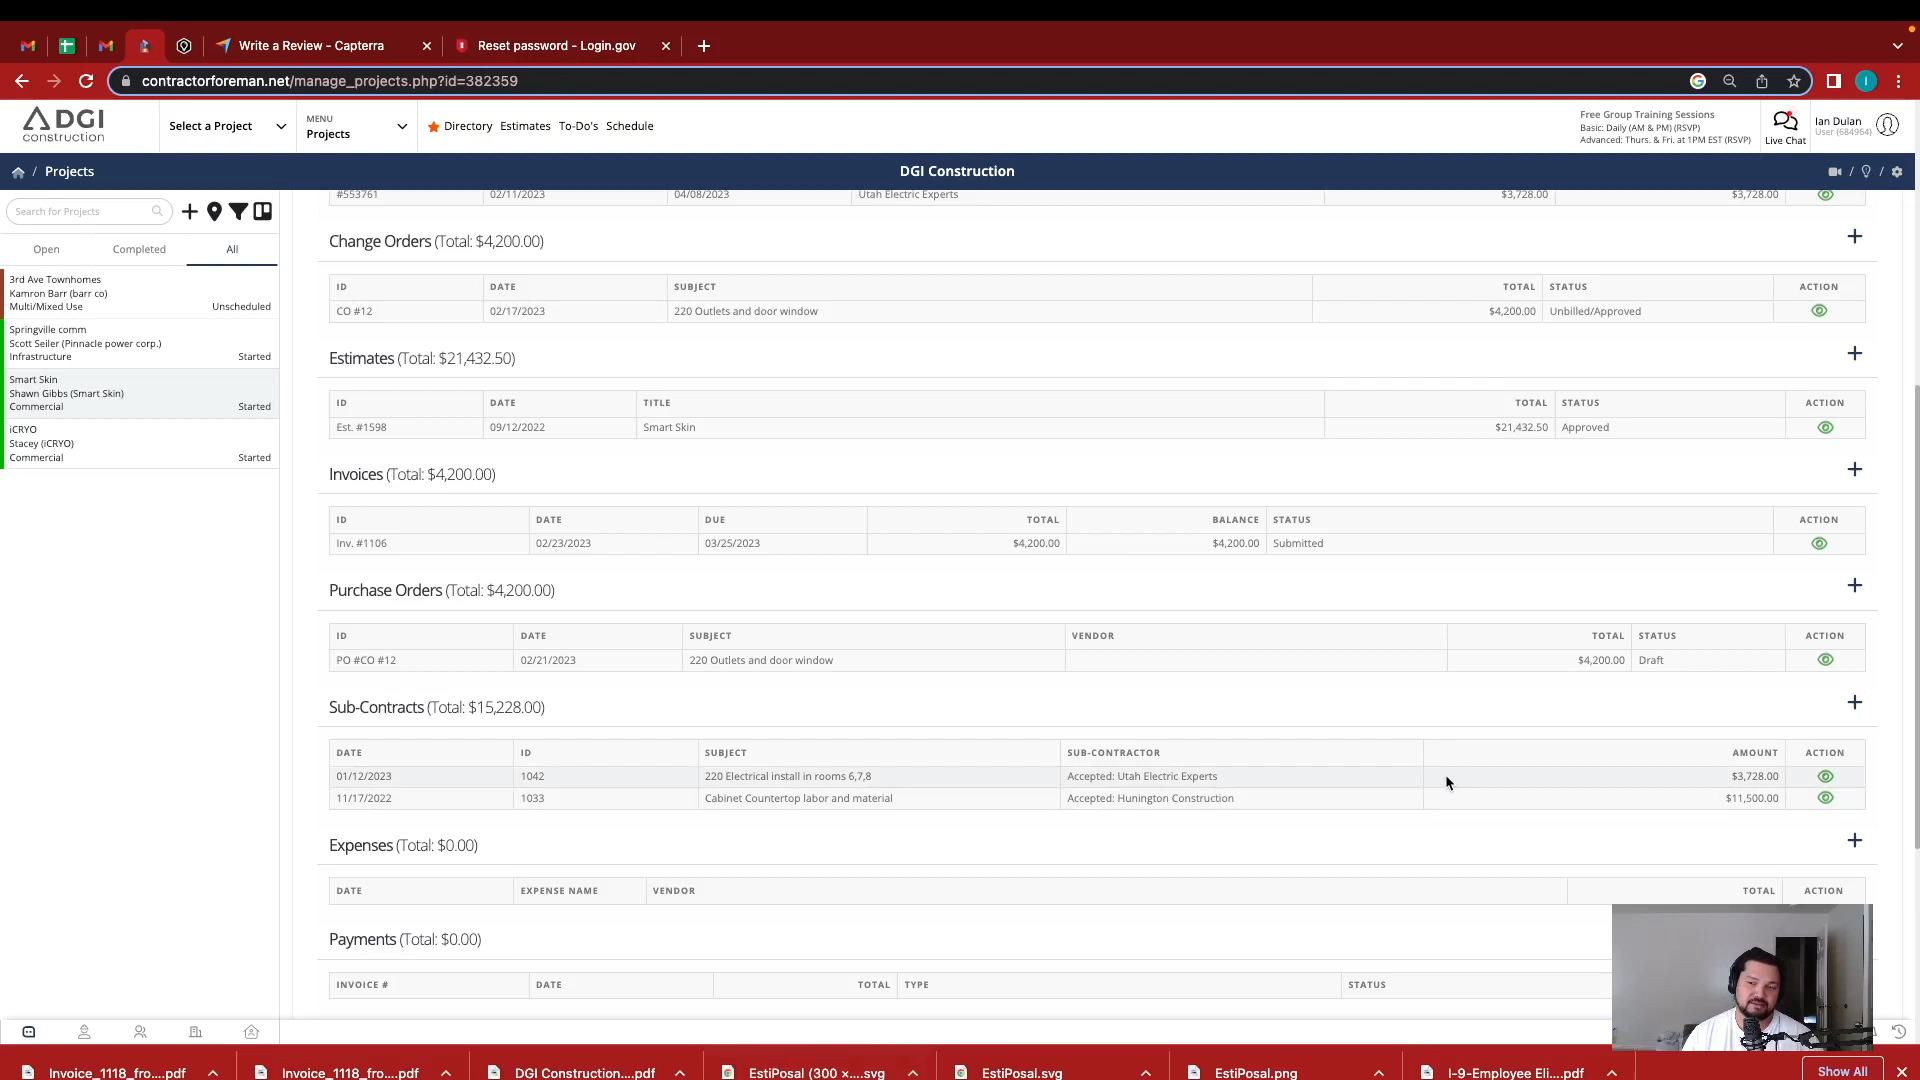 Write a Review - Capterra
Reset password - Login.gov
contractorforeman.net/manage_projects.php?id=382359
DGI
construction
Select a Project
MENU
Projects
Directory Estimates To-Do's Schedule
Free Group Training Sessions
Basic: Daily (AM & PM) (RSVP)
Advanced: Thurs. & Fri. at 1PM EST (RSVP)
Live Chat
Ian Dulan
User (684964)
/ Projects
DGI Construction
/ /
Search for Projects
Open Completed All
3rd Ave Townhomes
Kamron Barr (barr co)
Multi/Mixed Use Unscheduled
Springville comm
Scott Seiler (Pinnacle power corp.)
Infrastructure Started
Smart Skin
Shawn Gibbs (Smart Skin)
Commercial Started
iCRYO
Stacey (iCRYO)
Commercial Started
#553761 02/11/2023 04/08/2023 Utah Electric Experts $3,728.00 $3,728.00
Change Orders (Total: $4,200.00)
ID DATE SUBJECT TOTAL STATUS ACTION
CO #12 02/17/2023 220 Outlets and door window $4,200.00 Unbilled/Approved
Estimates (Total: $21,432.50)
ID DATE TITLE TOTAL STATUS ACTION
Est. #1598 09/12/2022 Smart Skin $21,432.50 Approved
Invoices (Total: $4,200.00)
ID DATE DUE TOTAL BALANCE STATUS ACTION
Inv. #1106 02/23/2023 03/25/2023 $4,200.00 $4,200.00 Submitted
Purchase Orders (Total: $4,200.00)
ID DATE SUBJECT VENDOR TOTAL STATUS ACTION
PO #CO #12 02/21/2023 220 Outlets and door window $4,200.00 Draft
Sub-Contracts (Total: $15,228.00)
DATE ID SUBJECT SUB-CONTRACTOR AMOUNT ACTION
01/12/2023 1042 220 Electrical install in rooms 6,7,8 Accepted: Utah Electric Experts $3,728.00
11/17/2022 1033 Cabinet Countertop labor and material Accepted: Hunington Construction $11,500.00
Expenses (Total: $0.00)
DATE EXPENSE NAME VENDOR TOTAL ACTION
Payments (Total: $0.00)
INVOICE # DATE TOTAL TYPE STATUS
Invoice_1118_fro....pdf
Invoice_1118_fro....pdf
DGI Construction....pdf
EstiPosal (300 ×....svg
EstiPosal.svg
EstiPosal.png
I-9-Employee Eli....pdf
Show All